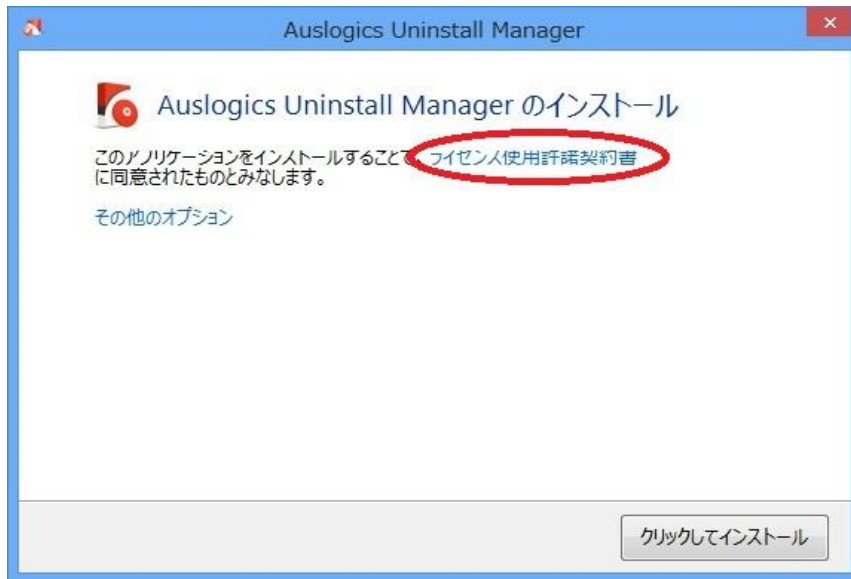 Auslogics Uninstall Manager
Auslogics Uninstall Manager のインストール
このアプリケーションをインストールすることで、ライセンス使用許諾契約書
に同意されたものとみなします。
その他のオプション
クリックしてインストール